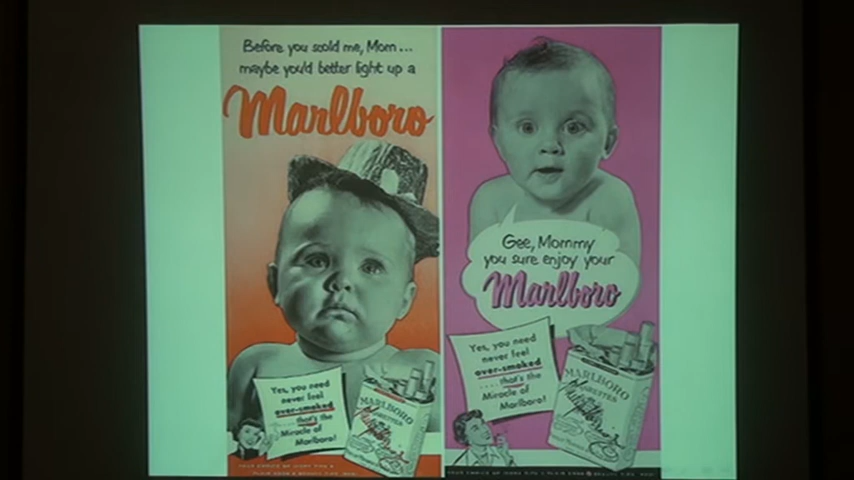 Before you scold me, Mom...
maybe you'd better light up a
Marlboro
Yes, you need
never feel
over-smoked
.....that's the
Miracle of
Marlboro!
MARLBORO
CIGARETTES
Gee, Mommy
you sure enjoy your
Marlboro
Yes, you need
never feel
over-smoked
.....that's the
Miracle of
Marlboro!
MARLBORO
CIGARETTES